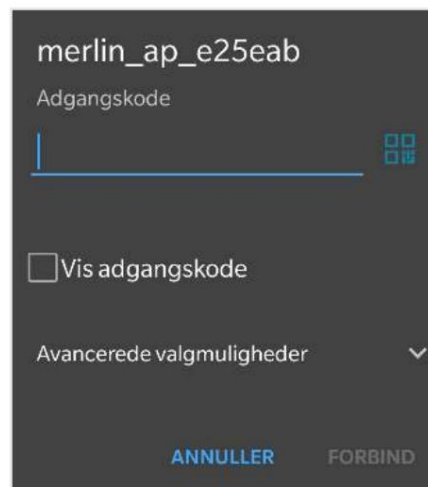 merlin_ap_e25eab
Adgangskode
Vis adgangskode
Avancerede valgmuligheder
ANNULLER FORBIND